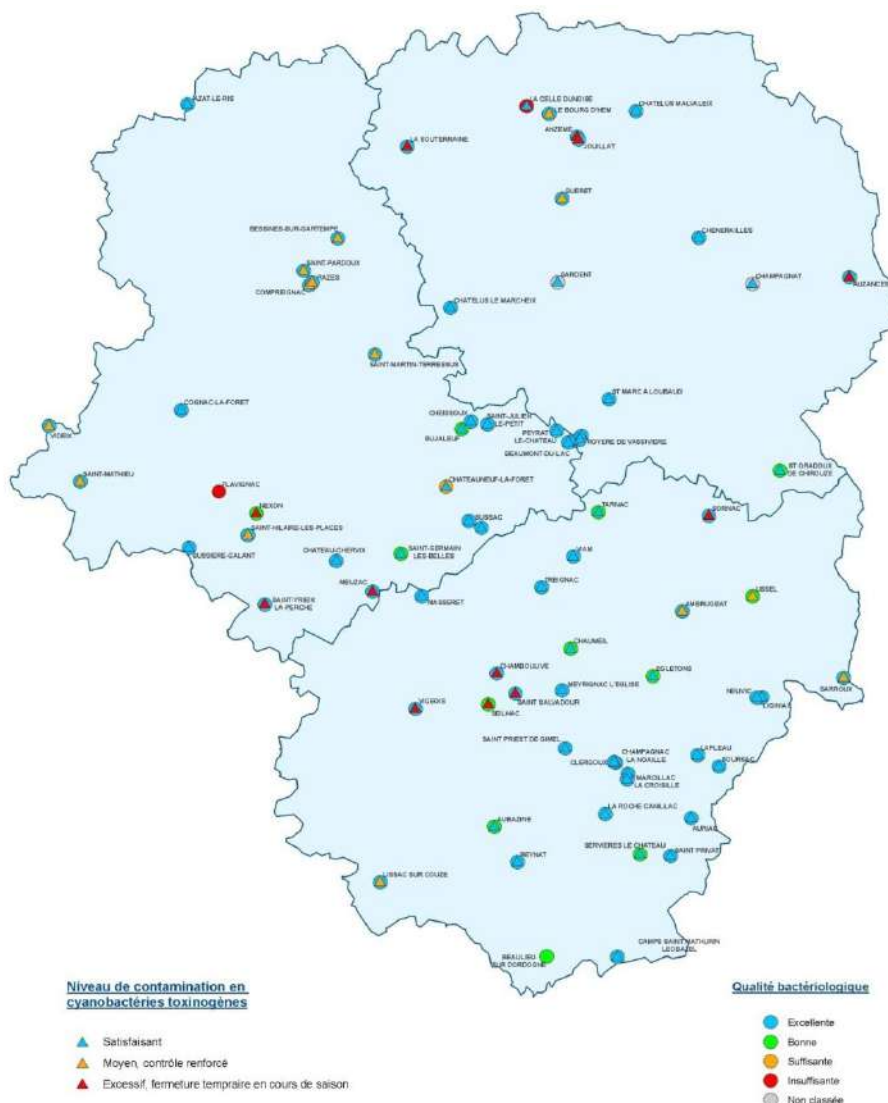 AZAT-LE-RIS
LA CELLE DUNOISE
LE BOURG D'HEM
CHATELUS MALVALEIX
ANZEME
JOUILLAT
LA SOUTERRAINE
GUERET
BESSINES-SUR-GARTEMPE
CHENERAILLES
SAINT-PARDOUX
RAZES
COMPREIGNAC
SARDENT
CHAMPAGNAT
AUZANCES
CHATELUS LE MARCHEIX
SAINT-MARTIN-TERRESSUS
ST MARC A LOUBAUD
COGNAC-LA-FORET
CHEISSOUX
SAINT-JULIEN
LE-PETIT
VIDEIX
BUJALEUF
PEYRAT
LE-CHATEAU
ROYERE DE VASSIVIERE
BEAUMONT-DU-LAC
ST ORADOUX
DE CHIROUZE
SAINT-MATHIEU
FLAVIGNAC
CHATEAUNEUF-LA-FORET
NEXON
TARNAC
SORNAC
SUSSAC
SAINT-HILAIRE-LES-PLACES
BUSSIERE-GALANT
CHATEAU-CHERVIX
SAINT-GERMAIN
LES-BELLES
VIAM
TREIGNAC
MEUZAC
MASSERET
USSEL
SAINT-YRIEIX
LA-PERCHE
AMBRUGEAT
CHAUMEIL
CHAMBOULIVE
EGLETONS
SARROUX
MEYRIGNAC L'EGLISE
NEUVIC
LIGINIAC
SAINT SALVADOUR
VIGEOIS
SEILHAC
SAINT PRIEST DE GIMEL
CHAMPAGNAC
LA NOAILLE
LAPLEAU
CLERGOUX
SOURSAC
MARCILLAC
LA CROISILLE
LA ROCHE CANILLAC
AURIAC
AUBAZINE
SERVIERES LE CHATEAU
SAINT PRIVAT
BEYNAT
LISSAC SUR COUZE
BEAULIEU
SUR DORDOGNE
CAMPS SAINT MATHURIN
LEOBAZEL
Niveau de contamination en
cyanobactéries toxinogènes
Satisfaisant
Moyen, contrôle renforcé
Excessif, fermeture tempraire en cours de saison
Qualité bactériologique
Excellente
Bonne
Suffisante
Insuffisante
Non classée